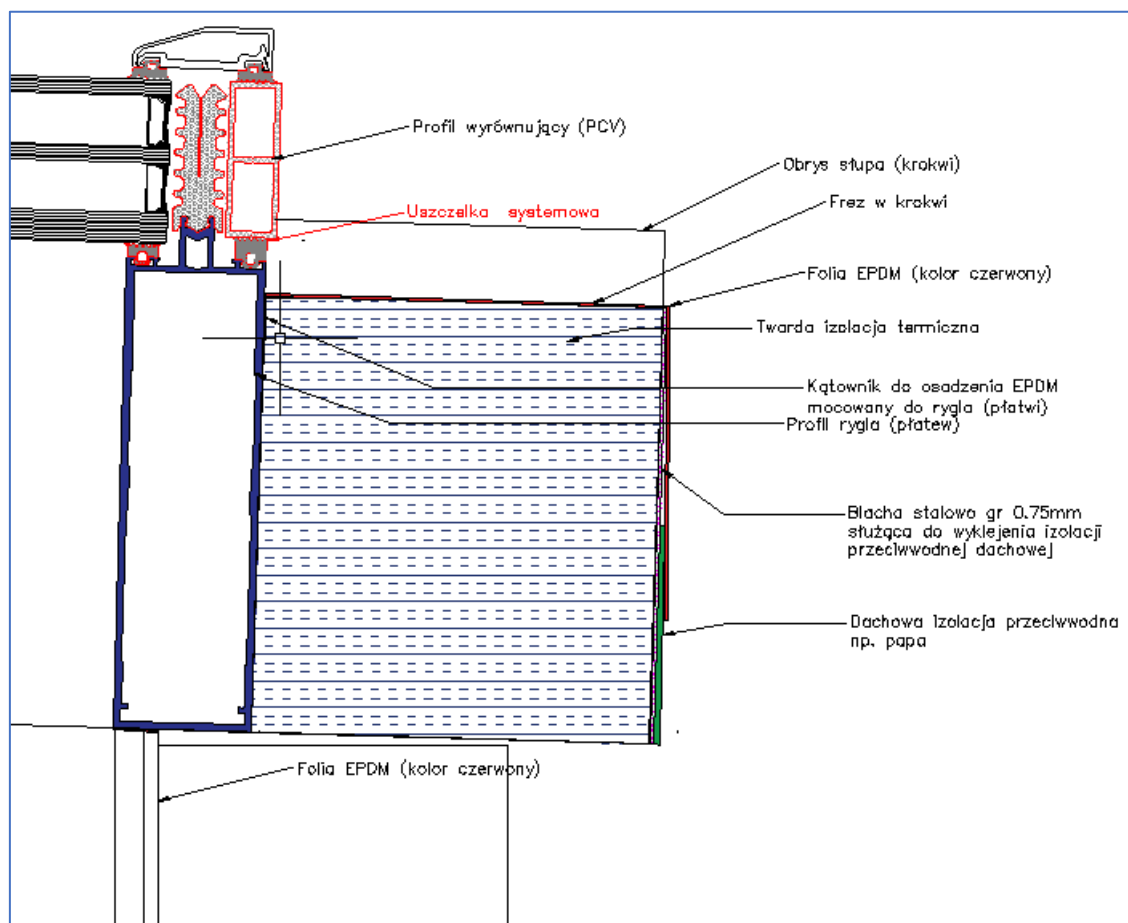 Profil wyrównujący (PCV)
Obrys słupa (krokwi)
Uszczelka systemowa
Frez w krokwi
Folia EPDM (kolor czerwony)
Twarda izolacja termiczna
Kątownik do osadzenia EPDM
mocowany do rygla (płatwi)
Profil rygla (płatew)
Blacha stalowo gr 0.75mm
służąca do wyklejenia izolacji
przeciwwodnej dachowej
Dachowa izolacja przeciwwodna
np. papa
Folia EPDM (kolor czerwony)